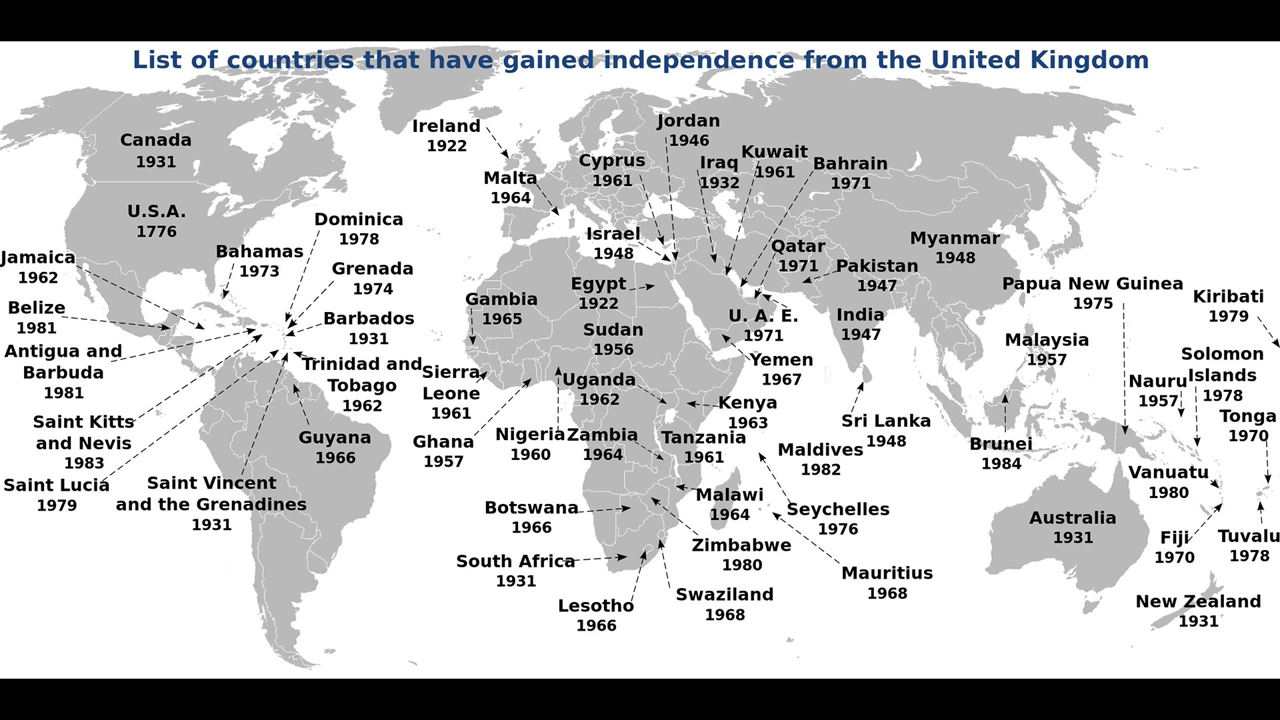 List of countries that have gained independence from the United Kingdom
Canada
1931
U.S.A.
1776
Jamaica
1962
Belize
1981
Antigua and
Barbuda
1981
Saint Kitts
and Nevis
1983
Saint Lucia
1979
Saint Vincent
and the Grenadines
1931
Bahamas
1973
Dominica
1978
Grenada
1974
Barbados
1931
Trinidad and
Tobago
1962
Guyana
1966
Ireland
1922
Malta
1964
Cyprus
1961
Israel
1948
Jordan
1946
Iraq
1932
Kuwait
1961
Bahrain
1971
Qatar
1971
Pakistan
1947
U. A. E.
1971
Yemen
1967
India
1947
Myanmar
1948
Egypt
1922
Sudan
1956
Gambia
1965
Sierra
Leone
1961
Ghana
1957
Nigeria
1960
Uganda
1962
Kenya
1963
Zambia
1964
Tanzania
1961
Malawi
1964
Botswana
1966
South Africa
1931
Lesotho
1966
Swaziland
1968
Zimbabwe
1980
Seychelles
1976
Mauritius
1968
Maldives
1982
Sri Lanka
1948
Malaysia
1957
Brunei
1984
Papua New Guinea
1975
Kiribati
1979
Solomon
Islands
1978
Nauru
1957
Tonga
1970
Vanuatu
1980
Fiji
1970
Tuvalu
1978
Australia
1931
New Zealand
1931